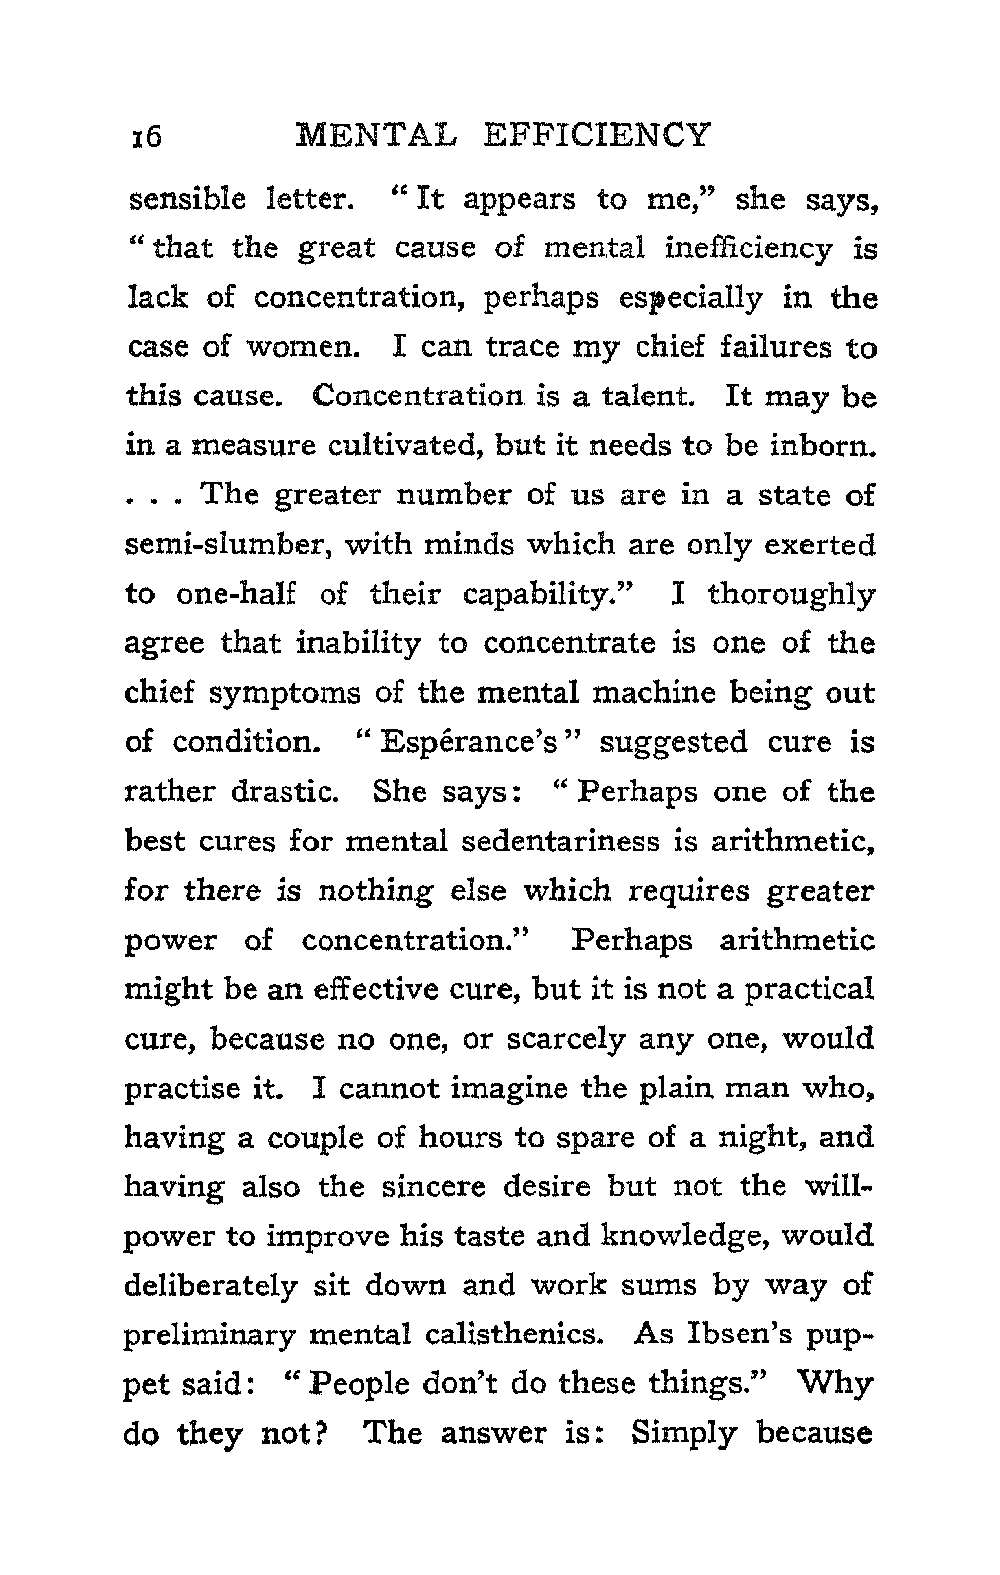 16 MENTAL EFFICIENCY
sensible letter. “ It appears to me,” she says,
“ that the great cause of mental inefficiency is
lack of concentration, perhaps especially in the
case of women. I can trace my chief failures to
this cause. Concentration is a talent. It may be
in a measure cultivated, but it needs to be inborn.
. . . The greater number of us are in a state of
semi-slumber, with minds which are only exerted
to one-half of their capability.” I thoroughly
agree that inability to concentrate is one of the
chief symptoms of the mental machine being out
of condition. “ Espérance’s ” suggested cure is
rather drastic. She says: “ Perhaps one of the
best cures for mental sedentariness is arithmetic,
for there is nothing else which requires greater
power of concentration.” Perhaps arithmetic
might be an effective cure, but it is not a practical
cure, because no one, or scarcely any one, would
practise it. I cannot imagine the plain man who,
having a couple of hours to spare of a night, and
having also the sincere desire but not the will-
power to improve his taste and knowledge, would
deliberately sit down and work sums by way of
preliminary mental calisthenics. As Ibsen’s pup-
pet said: “ People don’t do these things.” Why
do they not? The answer is: Simply because